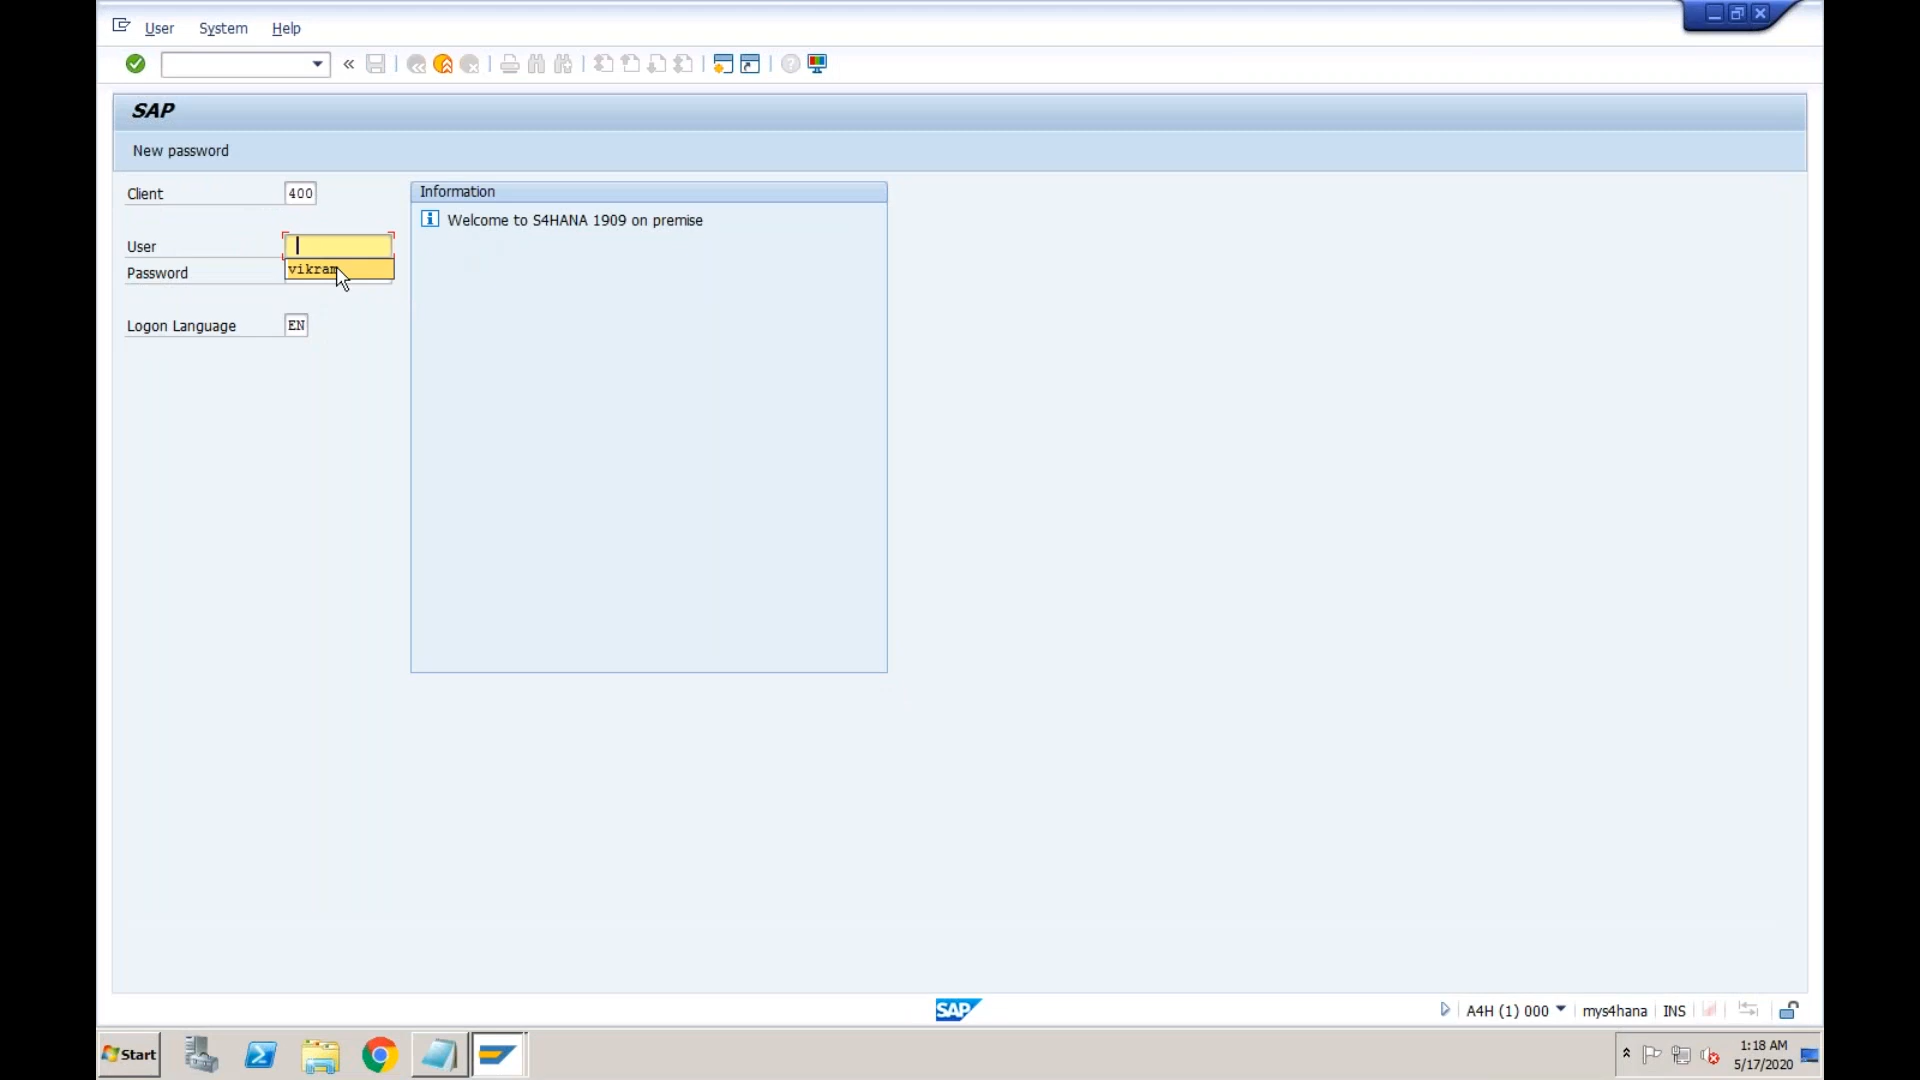 User System Help
SAP
New password
Client 400
Information
Welcome to S4HANA 1909 on premise
User
vikram
Password
Logon Language EN
SAP
A4H (1) 000 mys4hana INS
Start
1:18 AM
5/17/2020